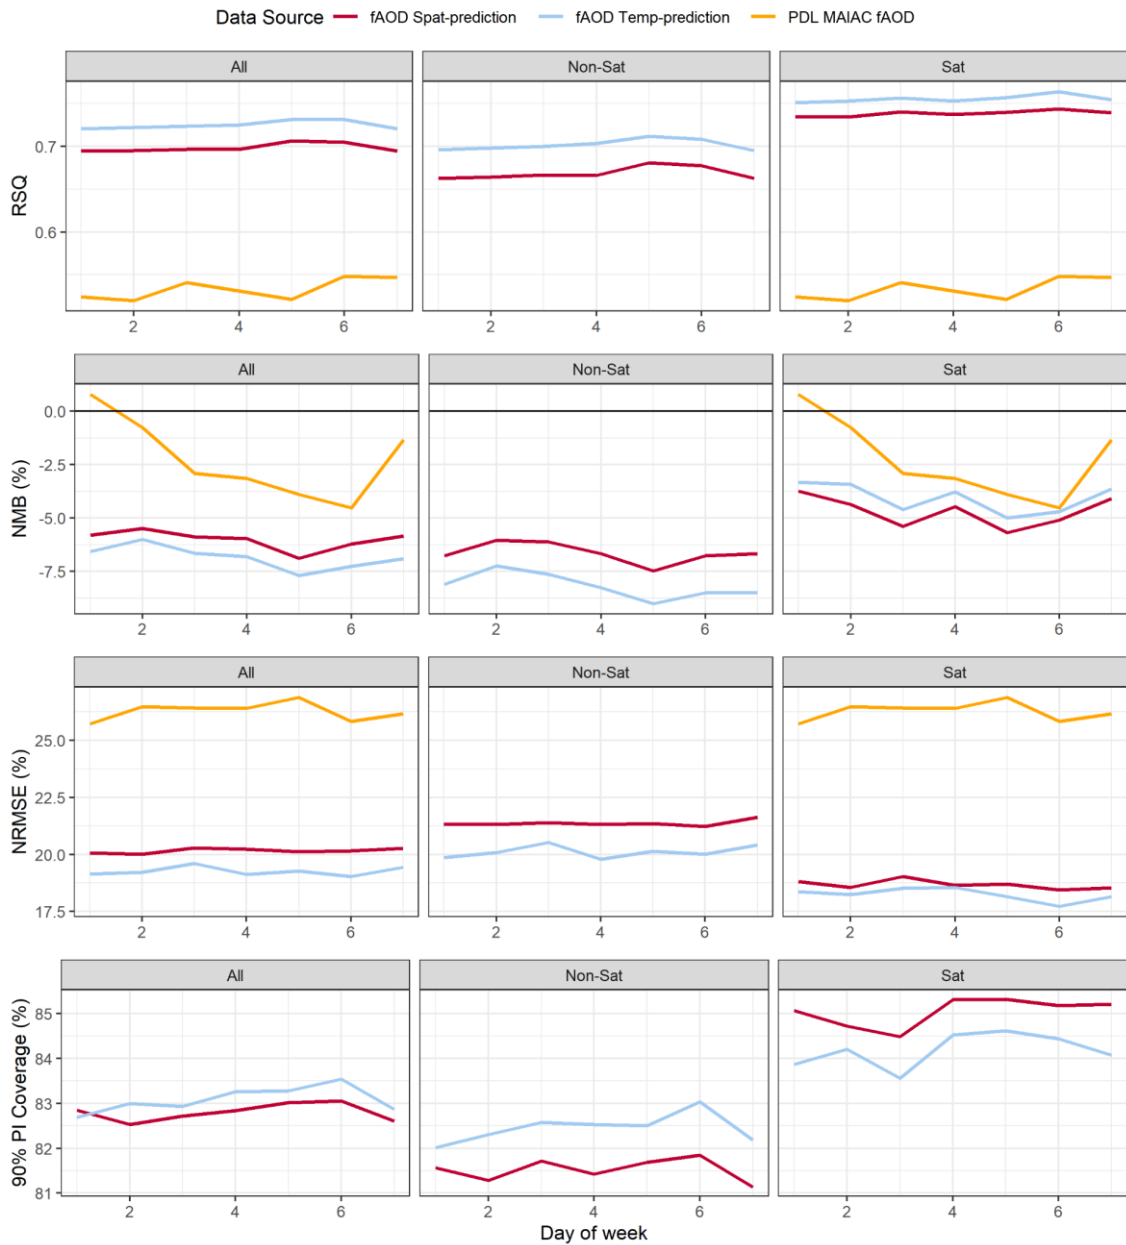 Data Source fAOD Spat-prediction fAOD Temp-prediction PDL MAIAC fAOD
All Non-Sat Sat
RSQ
0.7
0.6
2 4 6 2 4 6 2 4 6
All Non-Sat Sat
NMB (%)
0.0
-2.5
-5.0
-7.5
2 4 6 2 4 6 2 4 6
All Non-Sat Sat
NRMSE (%)
25.0
22.5
20.0
17.5
2 4 6 2 4 6 2 4 6
All Non-Sat Sat
90% PI Coverage (%)
85
84
83
82
81
2 4 6 2 4 6 2 4 6
Day of week